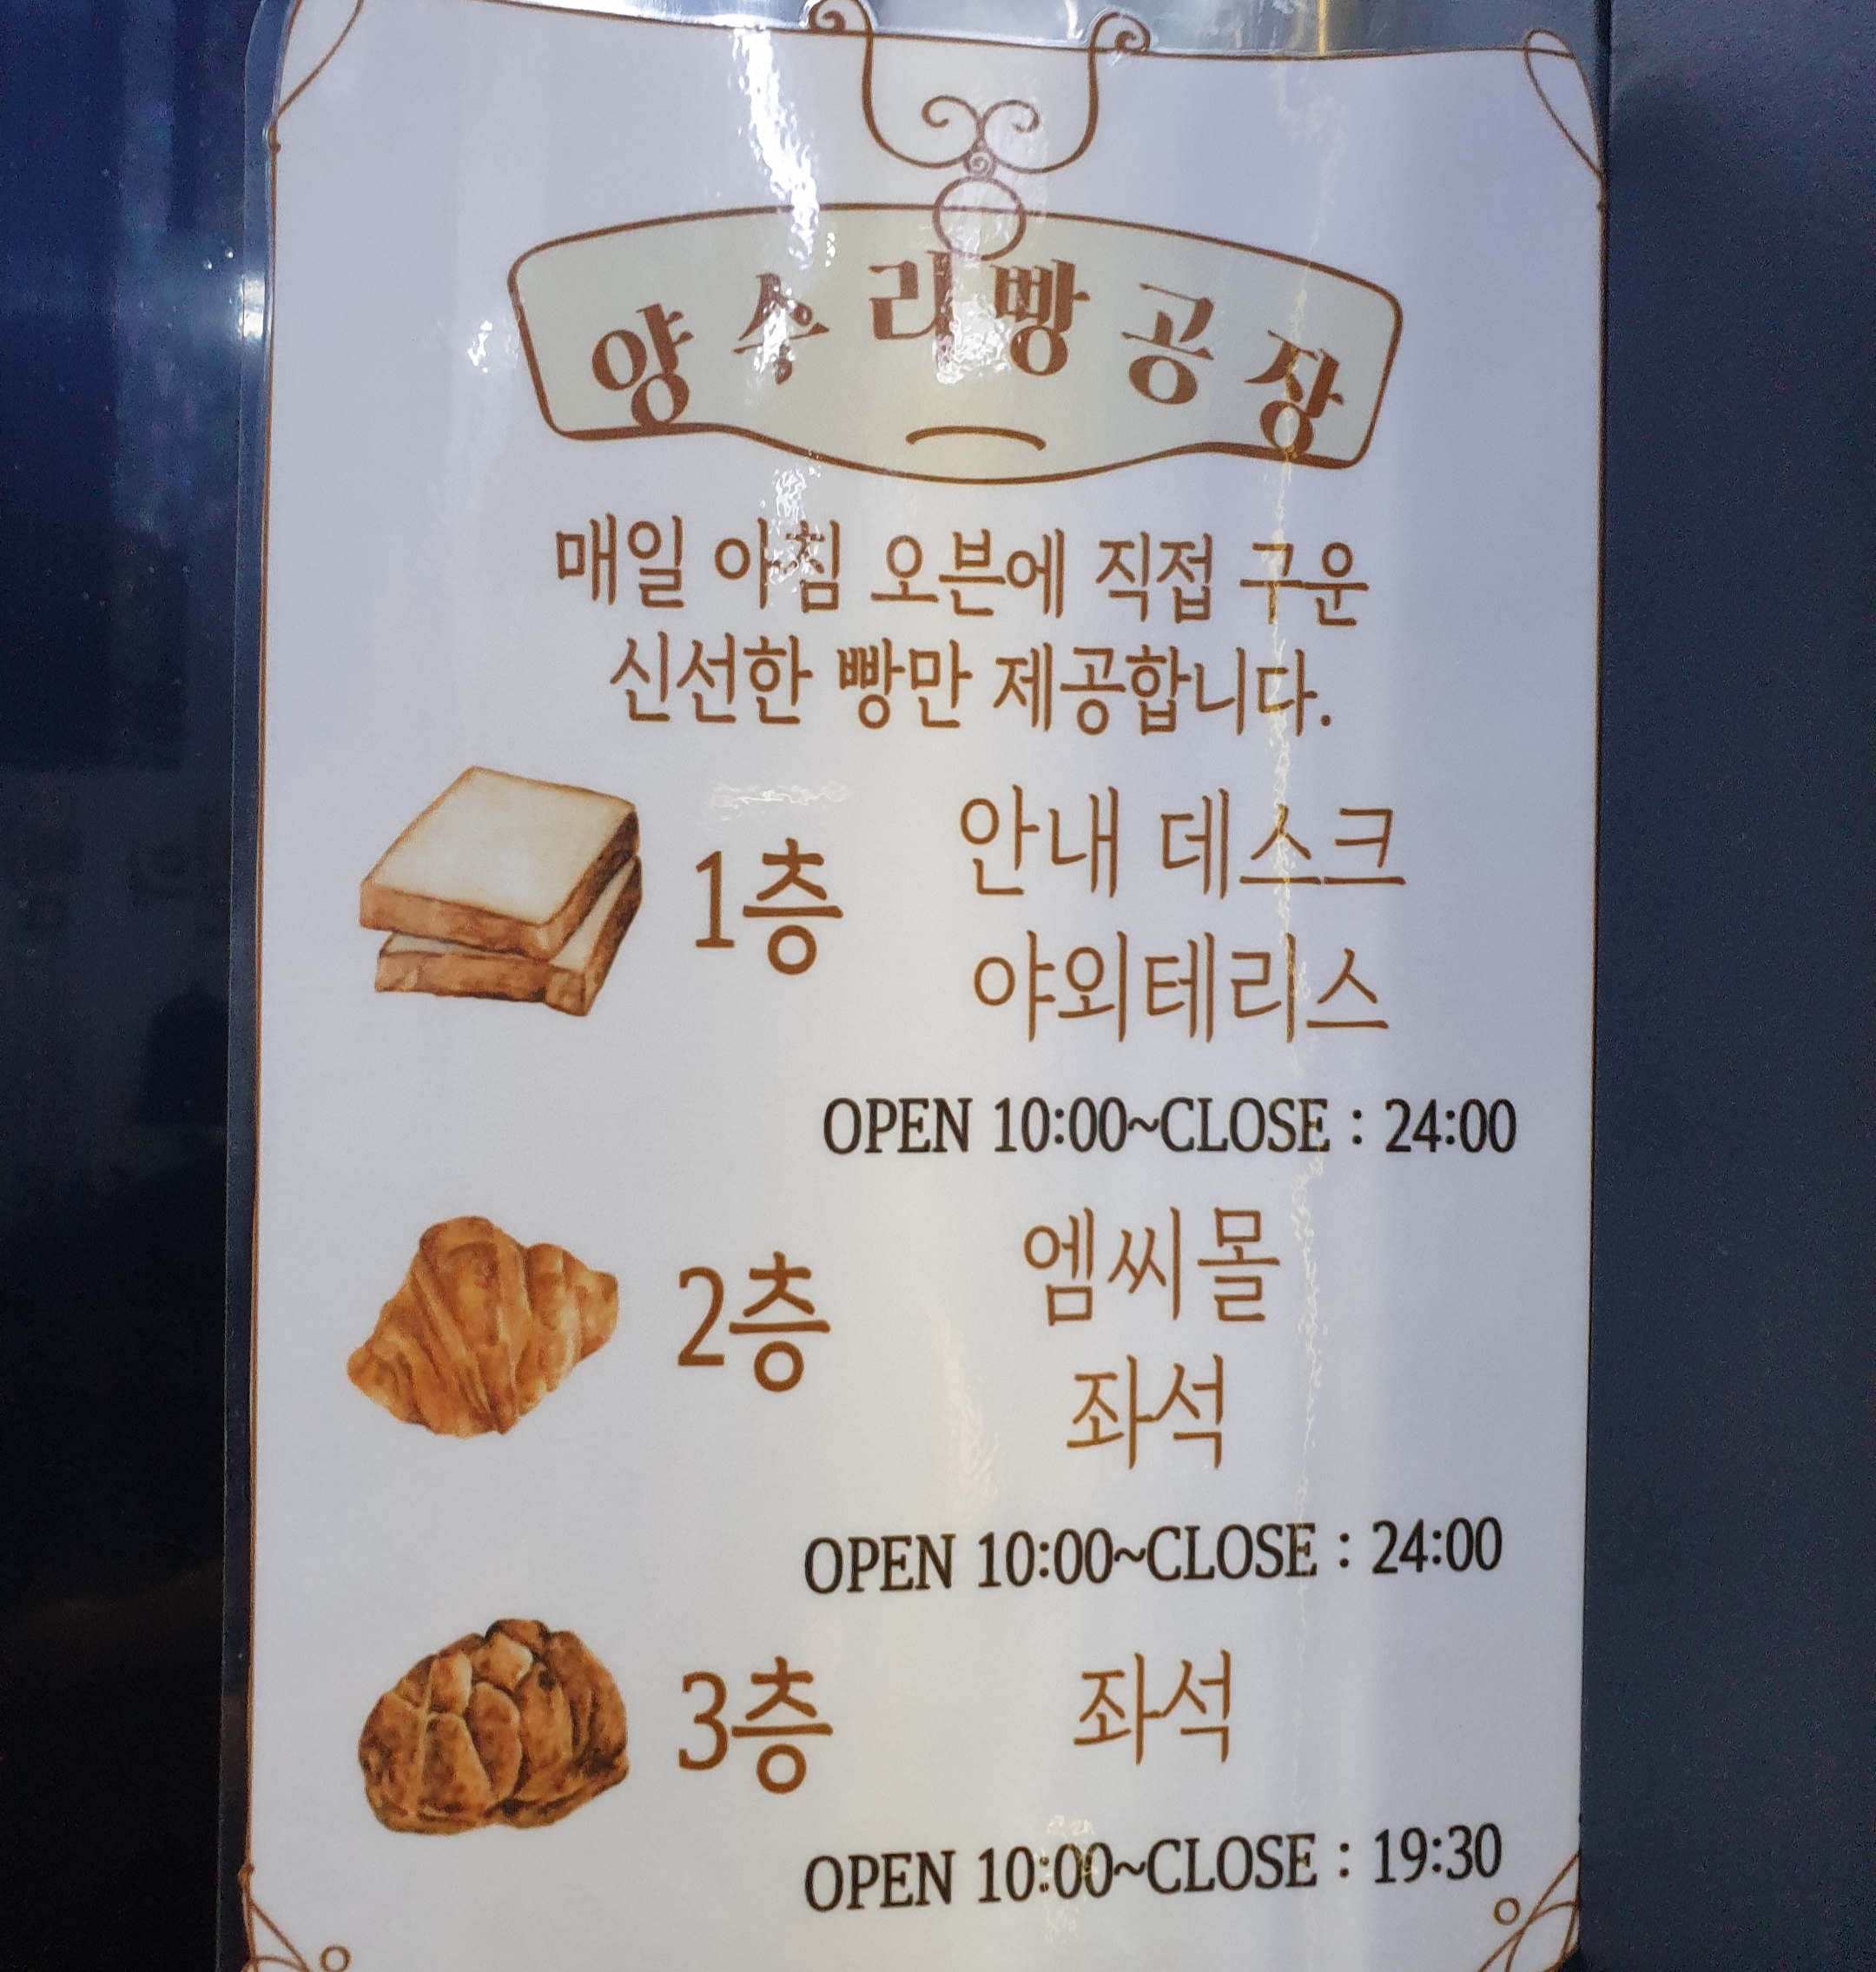 양수리빵공장
매일 아침 오븐에 직접 구운
신선한 빵만 제공합니다.
1층
안내 데스크
야외테리스
OPEN 10:00~CLOSE : 24:00
2층
엠씨몰
좌석
OPEN 10:00~CLOSE : 24:00
3층
좌석
OPEN 10:00~CLOSE : 19:30